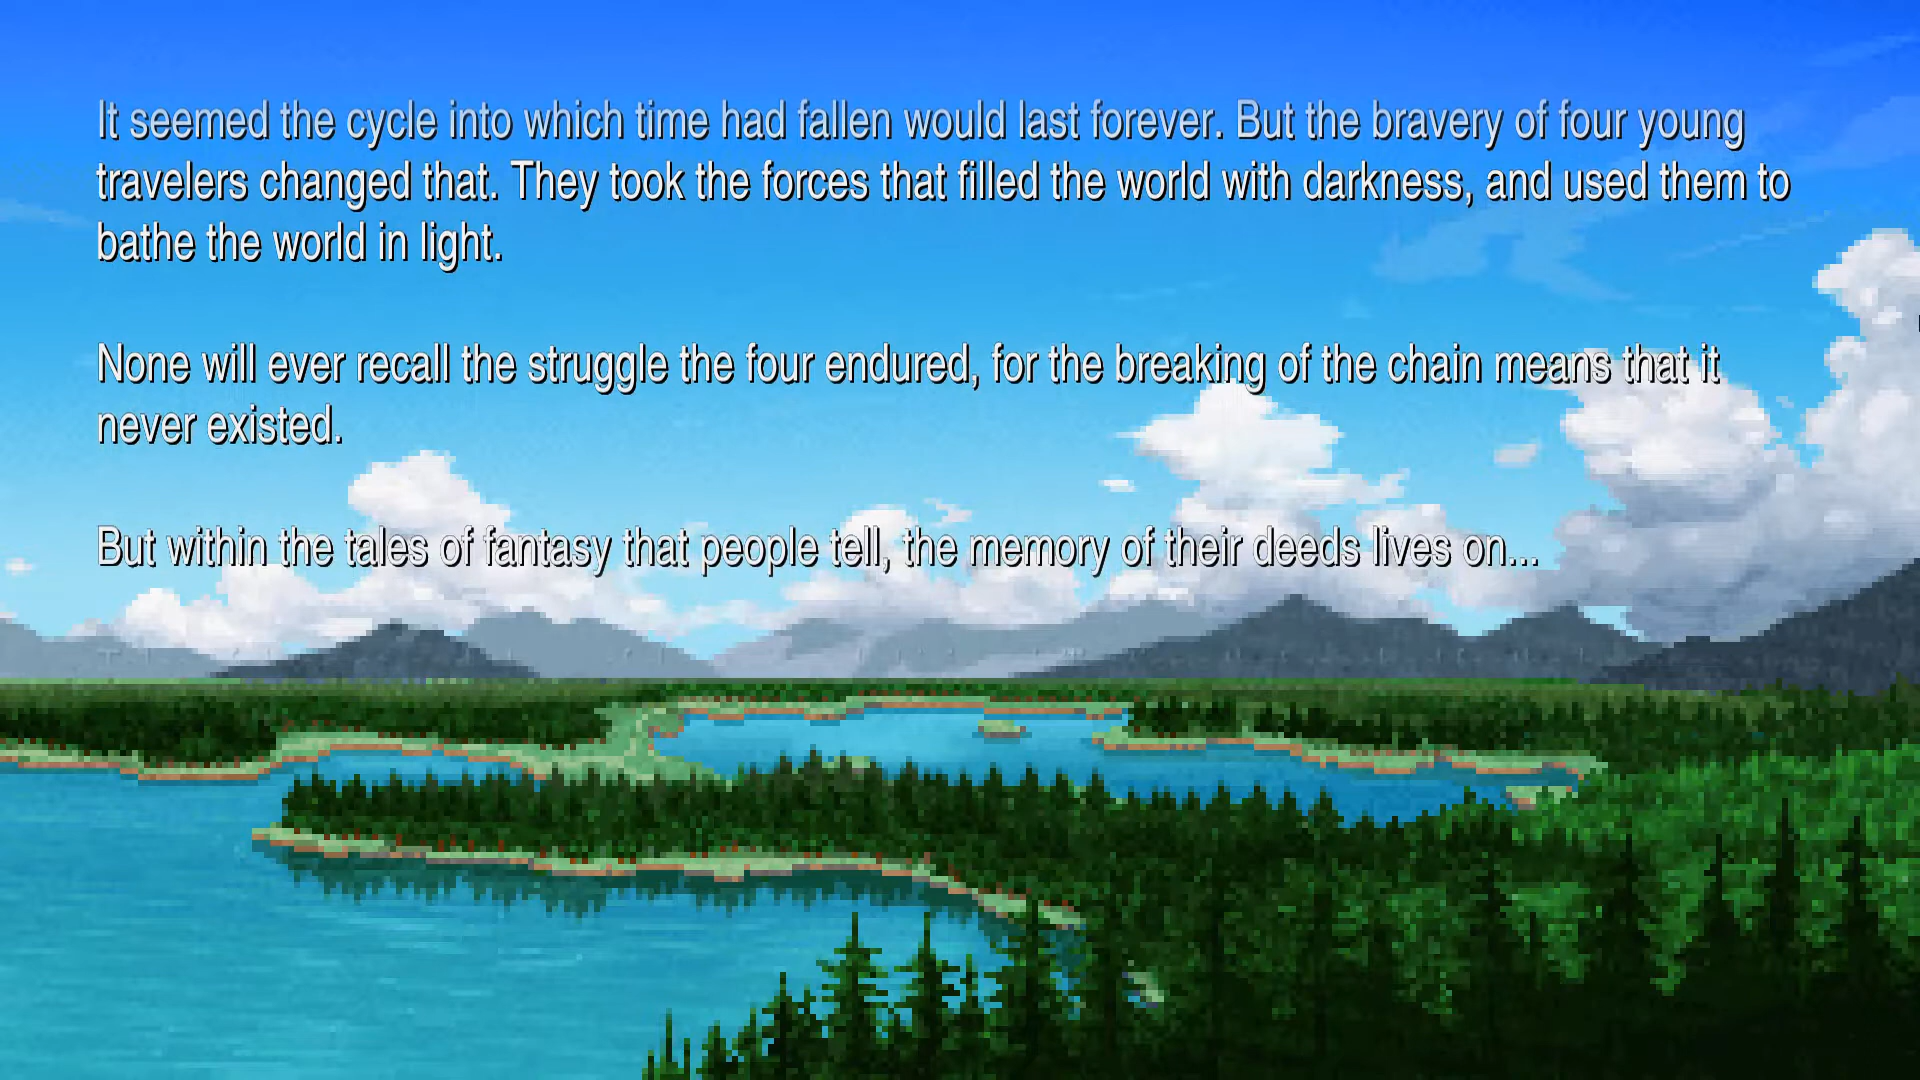 It seemed the cycle into which time had fallen would last forever. But the bravery of four young
travelers changed that. They took the forces that filled the world with darkness, and used them to
bathe the world in light.
None will ever recall the struggle the four endured, for the breaking of the chain means that it
never existed.
But within the tales of fantasy that people tell, the memory of their deeds lives on...